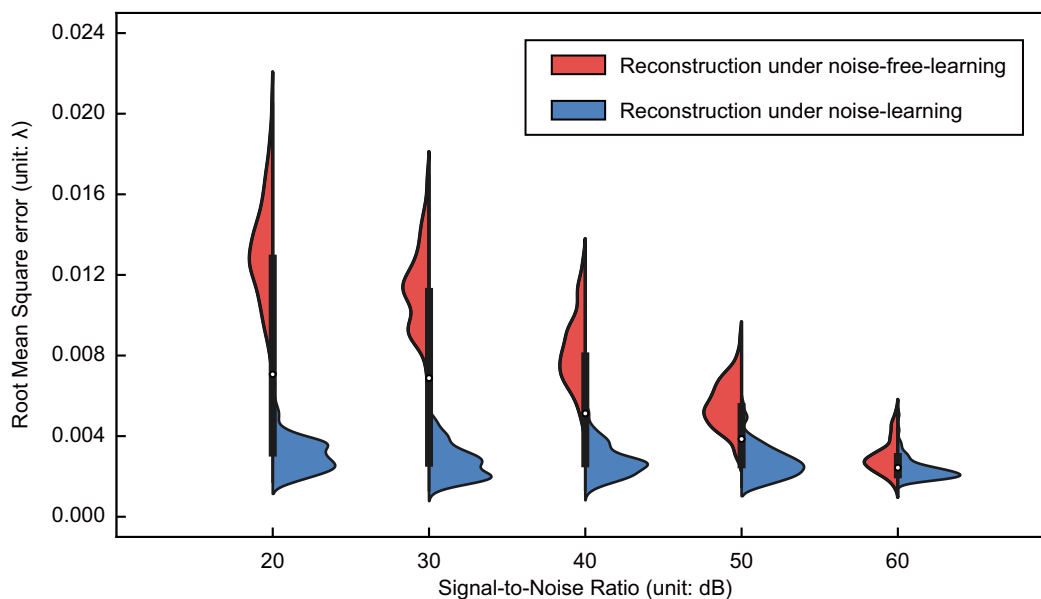 0.024
0.020
0.016
0.012
0.008
0.004
0.000
Root Mean Square error (unit: λ)
Reconstruction under noise-free-learning
Reconstruction under noise-learning
20 30 40 50 60
Signal-to-Noise Ratio (unit: dB)